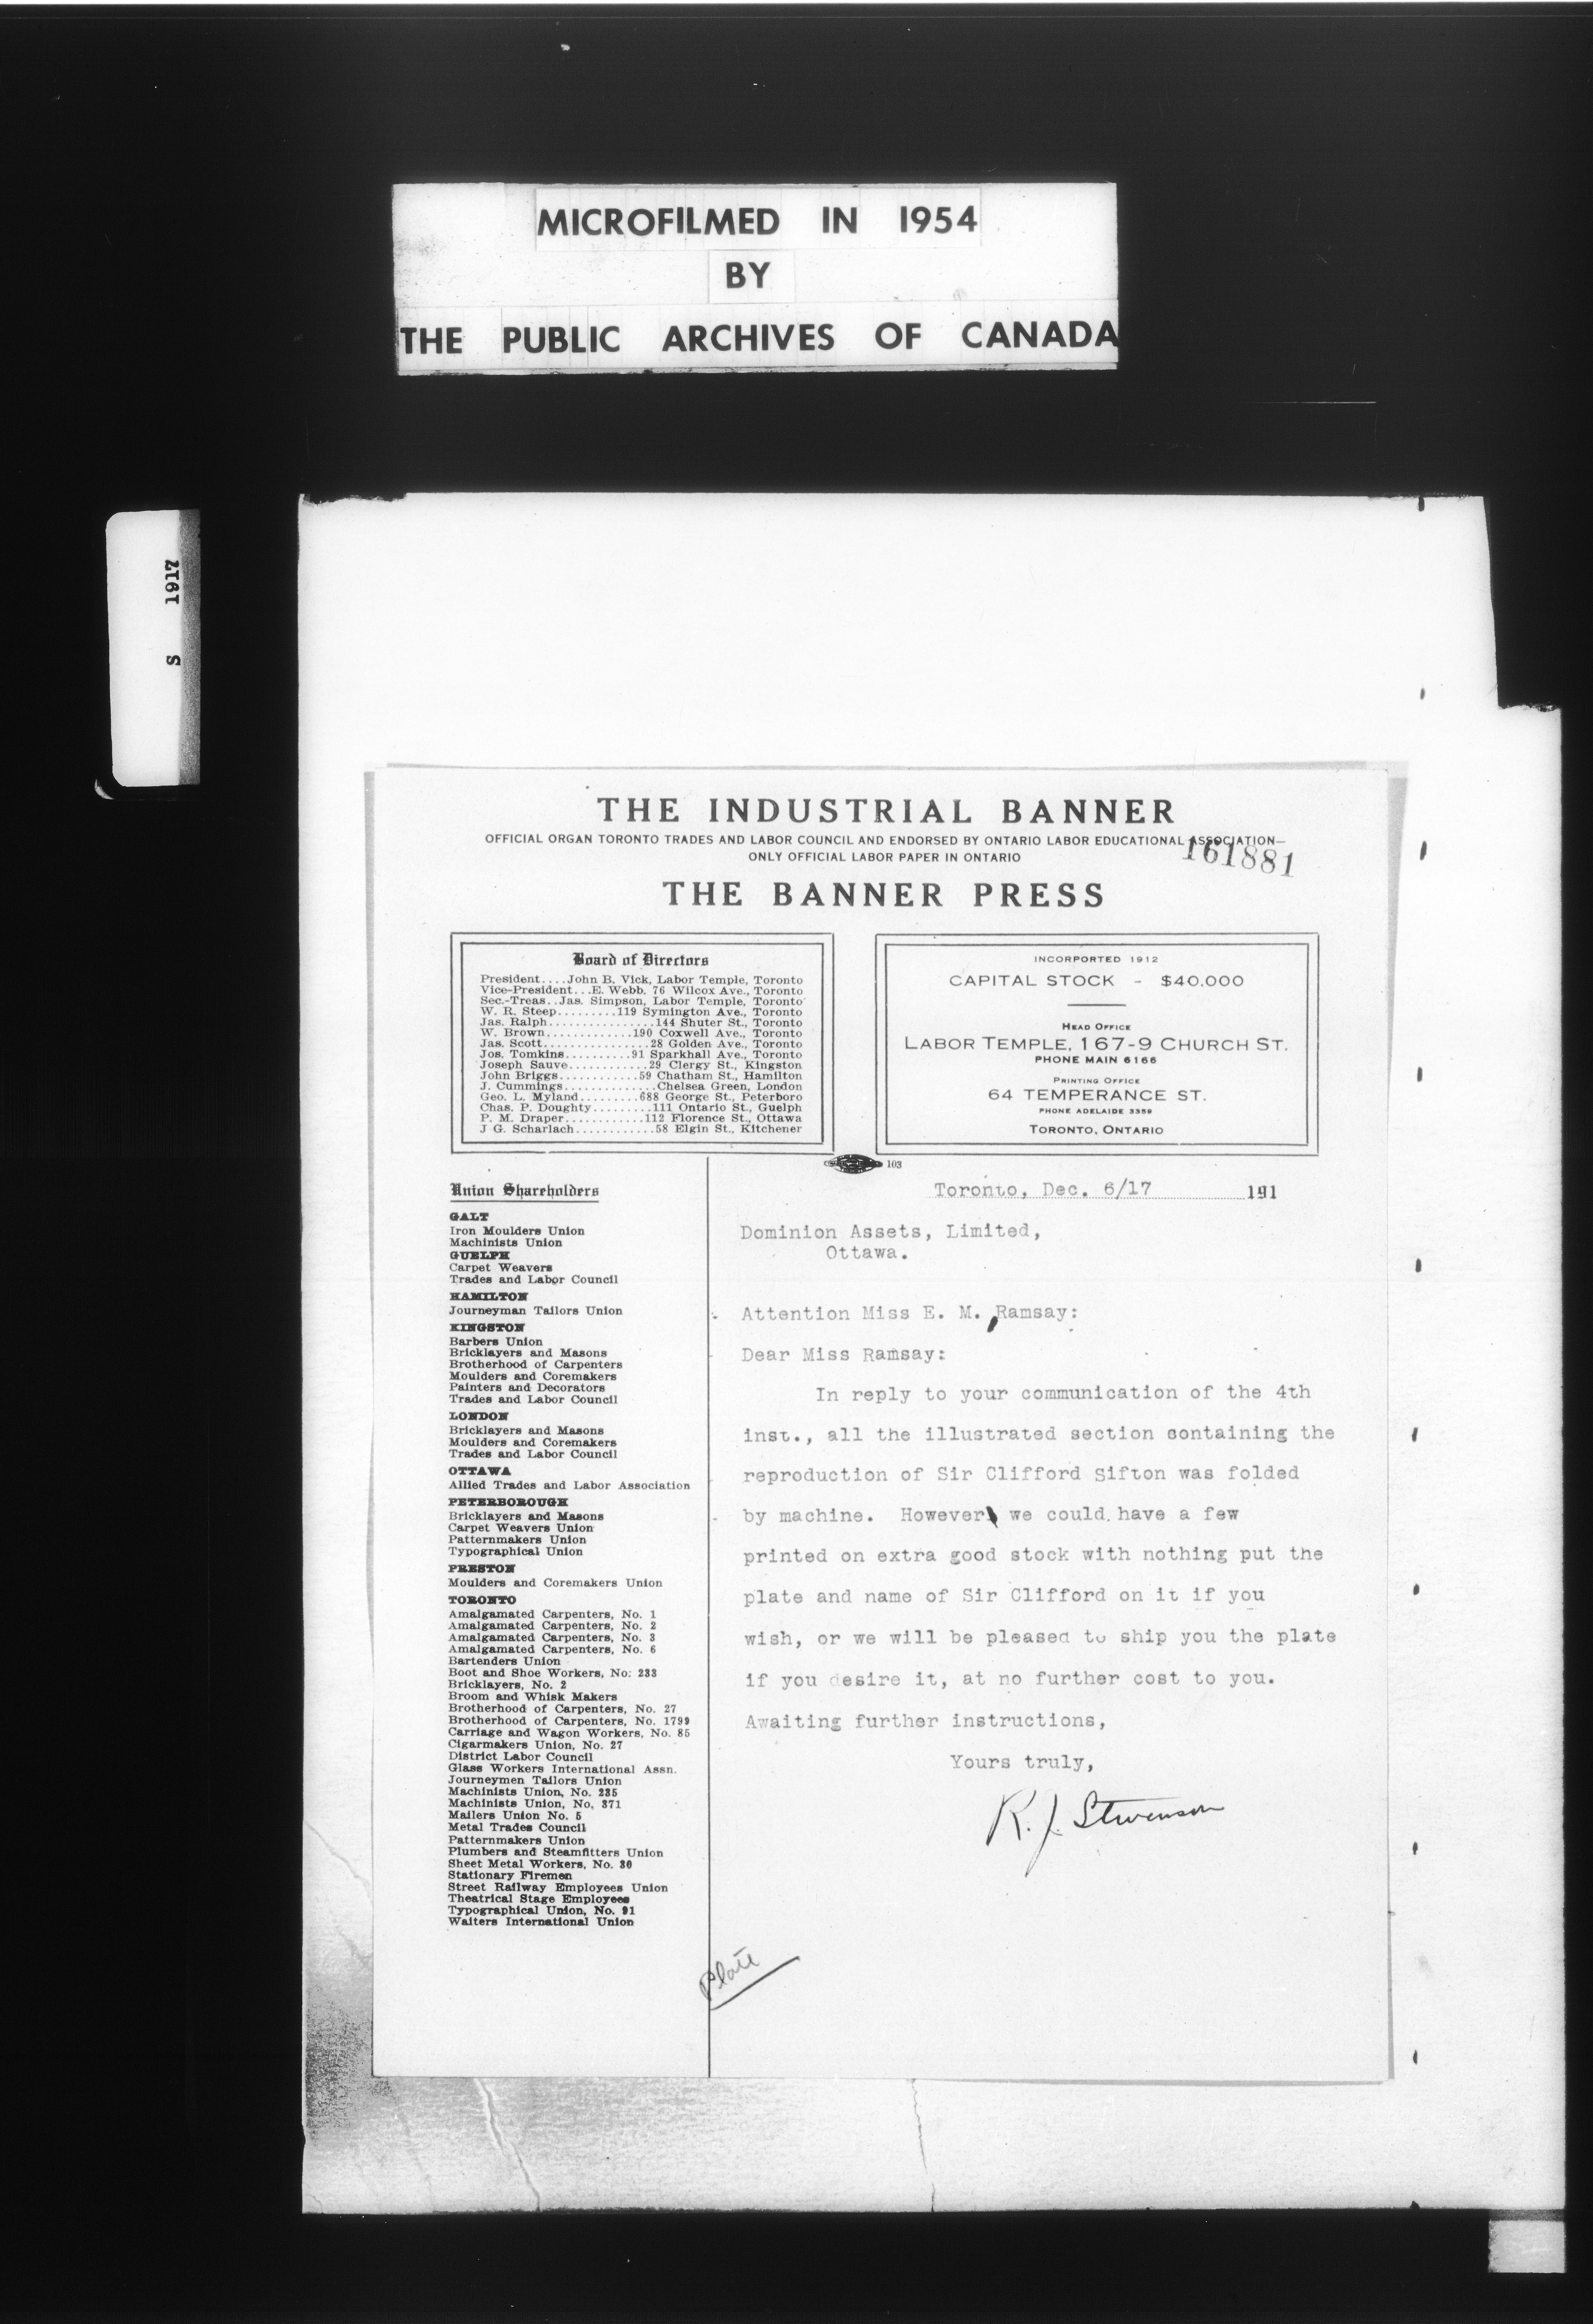 MICROFILMED IN 1954
BY
THE PUBLIC ARCHIVES OF CANADA
S 1917
THE INDUSTRIAL BANNER
OFFICIAL ORGAN TORONTO TRADES AND LABOR COUNCIL AND ENDORSED BY ONTARIO LABOR EDUCATIONAL ASSOCIATION—
ONLY OFFICIAL LABOR PAPER IN ONTARIO
161881
THE BANNER PRESS
Board of Directors
President....John B. Vick, Labor Temple, Toronto
Vice-President...E. Webb, 76 Wilcox Ave., Toronto
Sec.-Treas..Jas. Simpson, Labor Temple, Toronto
W. R. Steep.........119 Symington Ave., Toronto
Jas. Ralph................144 Shuter St., Toronto
W. Brown.............190 Coxwell Ave., Toronto
Jas. Scott................28 Golden Ave., Toronto
Jos. Tomkins..........91 Sparkhall Ave., Toronto
Joseph Sauve............29 Clergy St., Kingston
John Briggs............59 Chatham St., Hamilton
J. Cummings..............Chelsea Green, London
Geo. L. Myland.........688 George St., Peterboro
Chas. P. Doughty.........111 Ontario St., Guelph
P. M. Draper............112 Florence St., Ottawa
J G. Scharlach............58 Elgin St., Kitchener
INCORPORATED 1912
CAPITAL STOCK - $40,000
HEAD OFFICE
LABOR TEMPLE, 167-9 CHURCH ST.
PHONE MAIN 6166
PRINTING OFFICE
64 TEMPERANCE ST.
PHONE ADELAIDE 3359
TORONTO, ONTARIO
103
Union Shareholders
GALT
Iron Moulders Union
Machinists Union
GUELPH
Carpet Weavers
Trades and Labor Council
HAMILTON
Journeyman Tailors Union
KINGSTON
Barbers Union
Bricklayers and Masons
Brotherhood of Carpenters
Moulders and Coremakers
Painters and Decorators
Trades and Labor Council
LONDON
Bricklayers and Masons
Moulders and Coremakers
Trades and Labor Council
OTTAWA
Allied Trades and Labor Association
PETERBOROUGH
Bricklayers and Masons
Carpet Weavers Union
Patternmakers Union
Typographical Union
PRESTON
Moulders and Coremakers Union
TORONTO
Amalgamated Carpenters, No. 1
Amalgamated Carpenters, No. 2
Amalgamated Carpenters, No. 3
Amalgamated Carpenters, No. 6
Bartenders Union
Boot and Shoe Workers, No. 233
Bricklayers, No. 2
Broom and Whisk Makers
Brotherhood of Carpenters, No. 27
Brotherhood of Carpenters, No. 1799
Carriage and Wagon Workers, No. 85
Cigarmakers Union, No. 27
District Labor Council
Glass Workers International Assn.
Journeymen Tailors Union
Machinists Union, No. 235
Machinists Union, No. 371
Mailers Union No. 5
Metal Trades Council
Patternmakers Union
Plumbers and Steamfitters Union
Sheet Metal Workers, No. 30
Stationary Firemen
Street Railway Employees Union
Theatrical Stage Employees
Typographical Union, No. 91
Waiters International Union
Toronto, Dec. 6/17 191
Dominion Assets, Limited,
Ottawa.
Attention Miss E. M. Ramsay:
Dear Miss Ramsay:
In reply to your communication of the 4th
inst., all the illustrated section containing the
reproduction of Sir Clifford Sifton was folded
by machine. However, we could have a few
printed on extra good stock with nothing put the
plate and name of Sir Clifford on it if you
wish, or we will be pleased to ship you the plate
if you desire it, at no further cost to you.
Awaiting further instructions,
Yours truly,
R. J. Stevenson
Plate